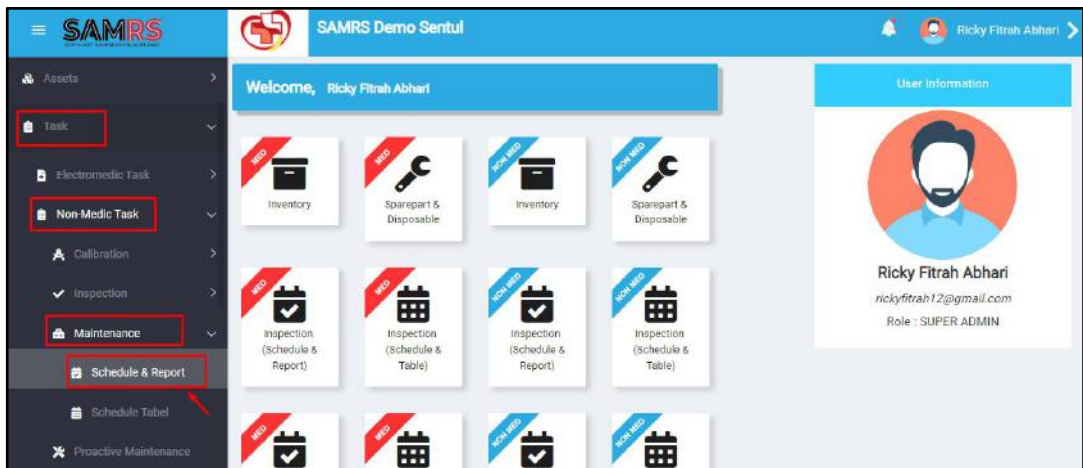 SAMRS
SAMRS Demo Sentul
Ricky Fitrah Abhari
Assets
Task
Electromedic Task
Non-Medic Task
Calibration
Inspection
Maintenance
Schedule & Report
Schedule Tabel
Proactive Maintenance
Welcome, Ricky Fitrah Abhari
MED
Inventory
MED
Sparepart &
Disposable
NON MED
Inventory
NON MED
Sparepart &
Disposable
MED
Inspection
(Schedule &
Report)
MED
Inspection
(Schedule &
Table)
NON MED
Inspection
(Schedule &
Report)
NON MED
Inspection
(Schedule &
Table)
MED
MED
NON MED
NON MED
User Information
Ricky Fitrah Abhari
rickyfitrah12@gmail.com
Role : SUPER ADMIN